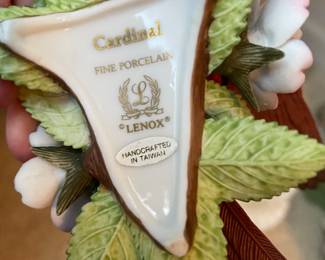 Cardinal
FINE PORCELAIN
L
©LENOX®
HANDCRAFTED
IN TAIWAN